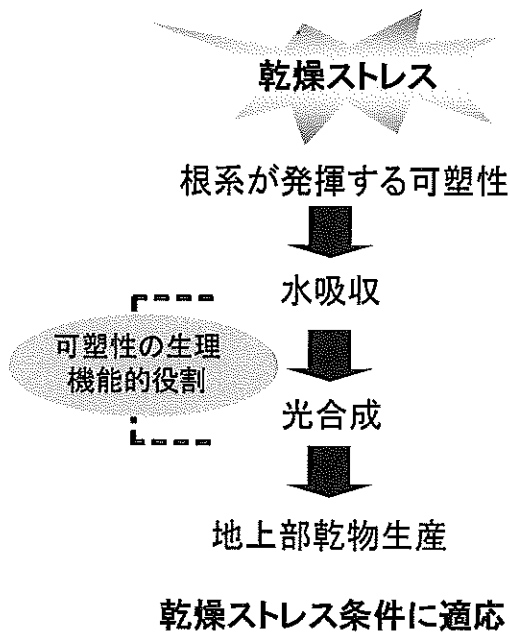 乾燥ストレス
根系が発揮する可塑性
水吸収
可塑性の生理
機能的役割
光合成
地上部乾物生産
乾燥ストレス条件に適応